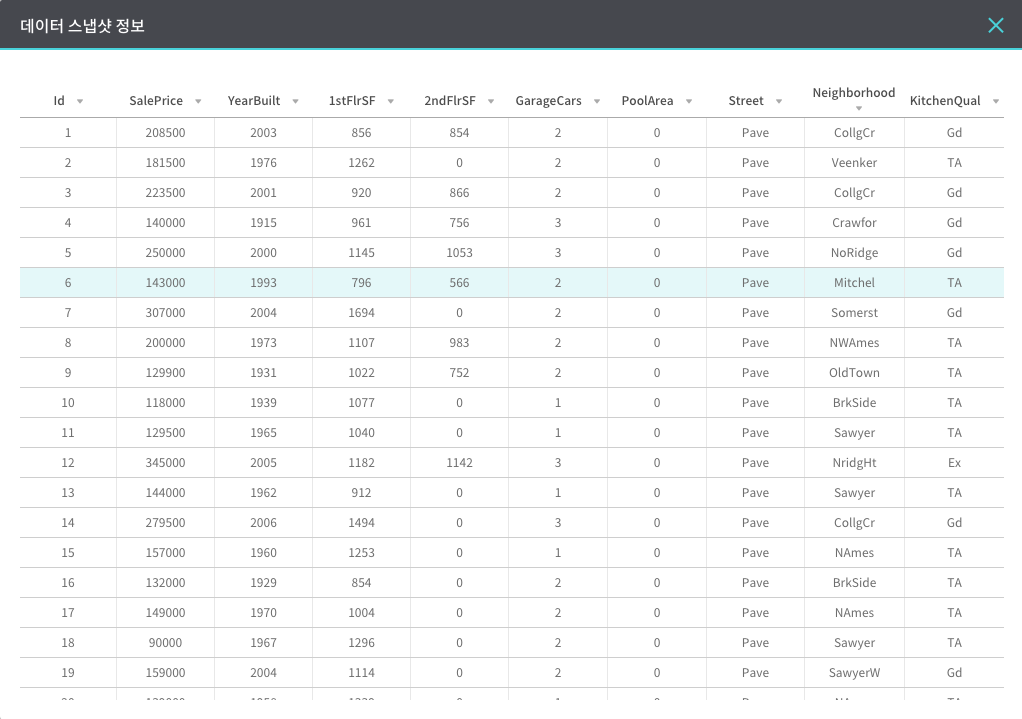 데이터 스냅샷 정보
Id SalePrice YearBuilt 1stFlrSF 2ndFlrSF GarageCars PoolArea Street Neighborhood KitchenQual
1 208500 2003 856 854 2 0 Pave CollgCr Gd
2 181500 1976 1262 0 2 0 Pave Veenker TA
3 223500 2001 920 866 2 0 Pave CollgCr Gd
4 140000 1915 961 756 3 0 Pave Crawfor Gd
5 250000 2000 1145 1053 3 0 Pave NoRidge Gd
6 143000 1993 796 566 2 0 Pave Mitchel TA
7 307000 2004 1694 0 2 0 Pave Somerst Gd
8 200000 1973 1107 983 2 0 Pave NWAmes TA
9 129900 1931 1022 752 2 0 Pave OldTown TA
10 118000 1939 1077 0 1 0 Pave BrkSide TA
11 129500 1965 1040 0 1 0 Pave Sawyer TA
12 345000 2005 1182 1142 3 0 Pave NridgHt Ex
13 144000 1962 912 0 1 0 Pave Sawyer TA
14 279500 2006 1494 0 3 0 Pave CollgCr Gd
15 157000 1960 1253 0 1 0 Pave NAmes TA
16 132000 1929 854 0 2 0 Pave BrkSide TA
17 149000 1970 1004 0 2 0 Pave NAmes TA
18 90000 1967 1296 0 2 0 Pave Sawyer TA
19 159000 2004 1114 0 2 0 Pave SawyerW Gd